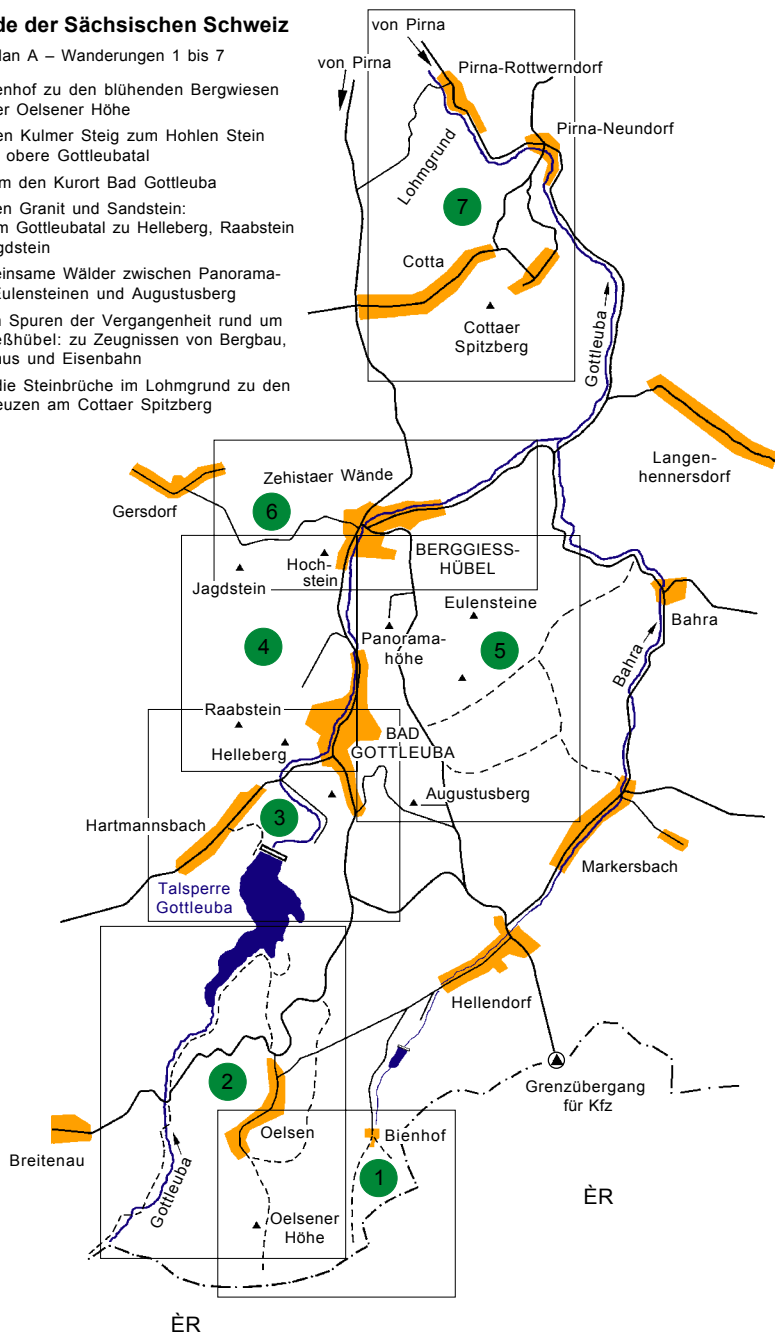 de der Sächsischen Schweiz
lan A – Wanderungen 1 bis 7
enhof zu den blühenden Bergwiesen
er Oelsener Höhe
en Kulmer Steig zum Hohlen Stein
obere Gottleubatal
m den Kurort Bad Gottleuba
en Granit und Sandstein:
m Gottleubatal zu Helleberg, Raabstein
gdstein
einsame Wälder zwischen Panorama-
Eulensteinen und Augustusberg
n Spuren der Vergangenheit rund um
eßhübel: zu Zeugnissen von Bergbau,
us und Eisenbahn
die Steinbrüche im Lohmgrund zu den
euzen am Cottaer Spitzberg
von Pirna
von Pirna
Pirna-Rottwerndorf
Pirna-Neundorf
Lohmgrund
7
Cotta
Cottaer
Spitzberg
Gottleuba
Langen-
hennersdorf
Zehistaer Wände
Gersdorf
6
BERGGIESS-
HÜBEL
Hoch-
stein
Jagdstein
Eulensteine
Bahra
Panorama-
höhe
4
5
Bahra
Raabstein
Helleberg
BAD
GOTTLEUBA
Augustusberg
3
Hartmannsbach
Markersbach
Talsperre
Gottleuba
Hellendorf
Grenzübergang
für Kfz
2
Oelsen
Bienhof
Breitenau
Gottleuba
1
ÈR
Oelsener
Höhe
ÈR